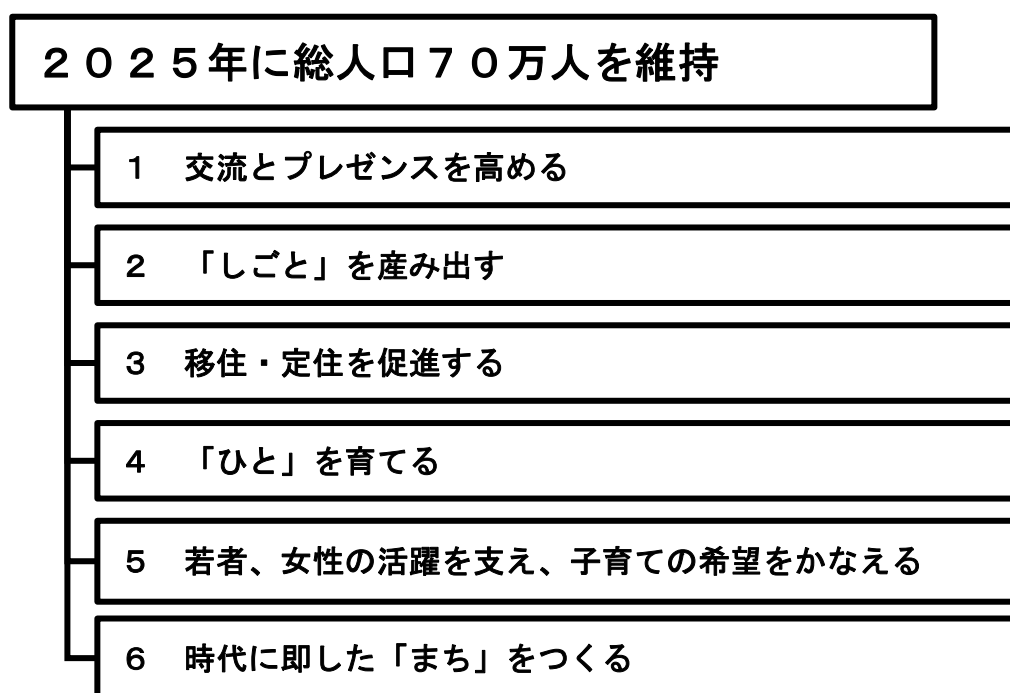 ２０２５年に総人口７０万人を維持
１　交流とプレゼンスを高める
２　「しごと」を産み出す
３　移住・定住を促進する
４　「ひと」を育てる
５　若者、女性の活躍を支え、子育ての希望をかなえる
６　時代に即した「まち」をつくる